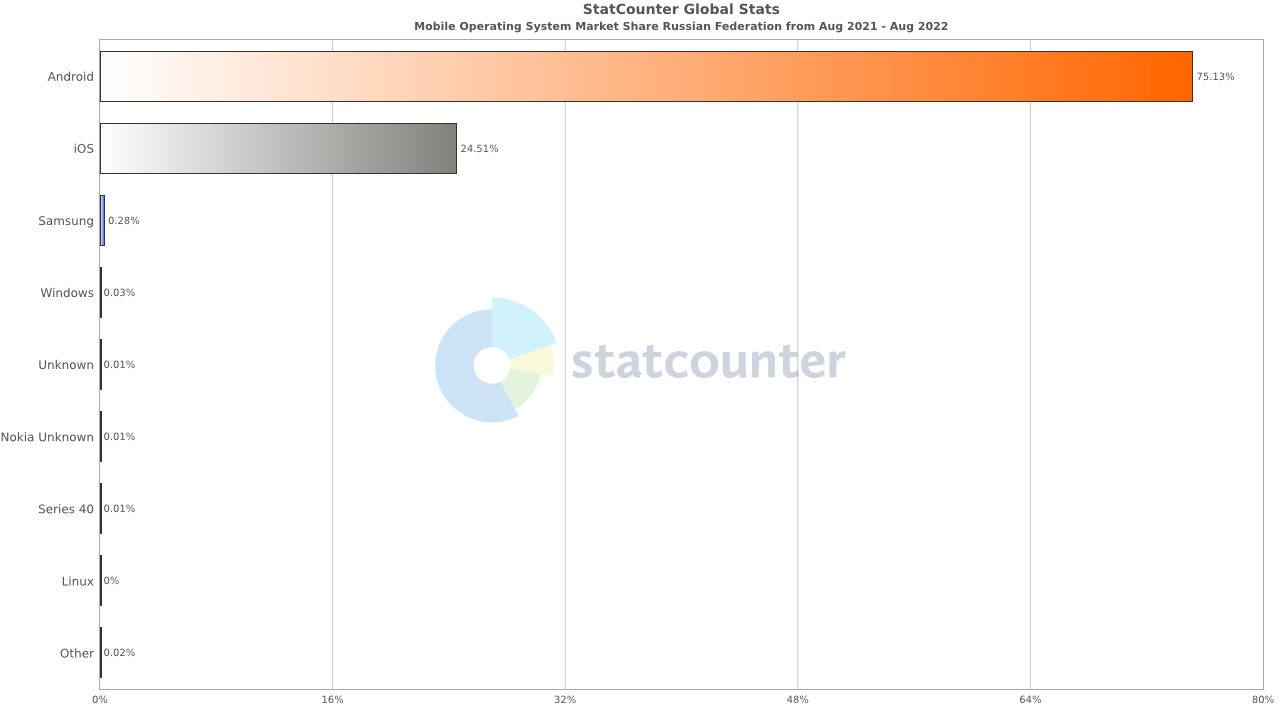 StatCounter Global Stats
Mobile Operating System Market Share Russian Federation from Aug 2021 - Aug 2022
Android 75.13%
iOS 24.51%
Samsung 0.28%
Windows 0.03%
Unknown 0.01%
statcounter
Nokia Unknown 0.01%
Series 40 0.01%
Linux 0%
Other 0.02%
0% 16% 32% 48% 64% 80%